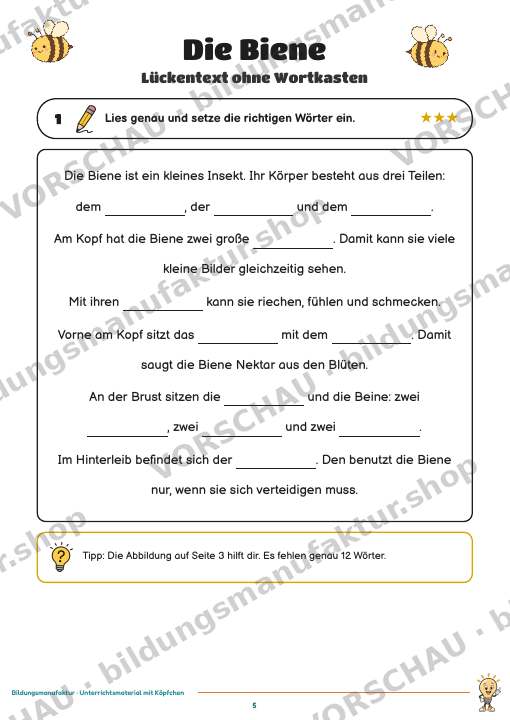 Die Biene
Lückentext ohne Wortkasten
1 Lies genau und setze die richtigen Wörter ein. ★★★
Die Biene ist ein kleines Insekt. Ihr Körper besteht aus drei Teilen:
dem ____________, der ____________ und dem ____________.
Am Kopf hat die Biene zwei große ____________. Damit kann sie viele
kleine Bilder gleichzeitig sehen.
Mit ihren ____________ kann sie riechen, fühlen und schmecken.
Vorne am Kopf sitzt das ____________ mit dem ____________. Damit
saugt die Biene Nektar aus den Blüten.
An der Brust sitzen die ____________ und die Beine: zwei
____________, zwei ____________ und zwei ____________.
Im Hinterleib befindet sich der ____________. Den benutzt die Biene
nur, wenn sie sich verteidigen muss.
?
Tipp: Die Abbildung auf Seite 3 hilft dir. Es fehlen genau 12 Wörter.
Bildungsmanufaktur · Unterrichtsmaterial mit Köpfchen
5
VORSCHAU · bildungsmanufaktur.shop
VORSCHAU · bildungsmanufaktur.shop